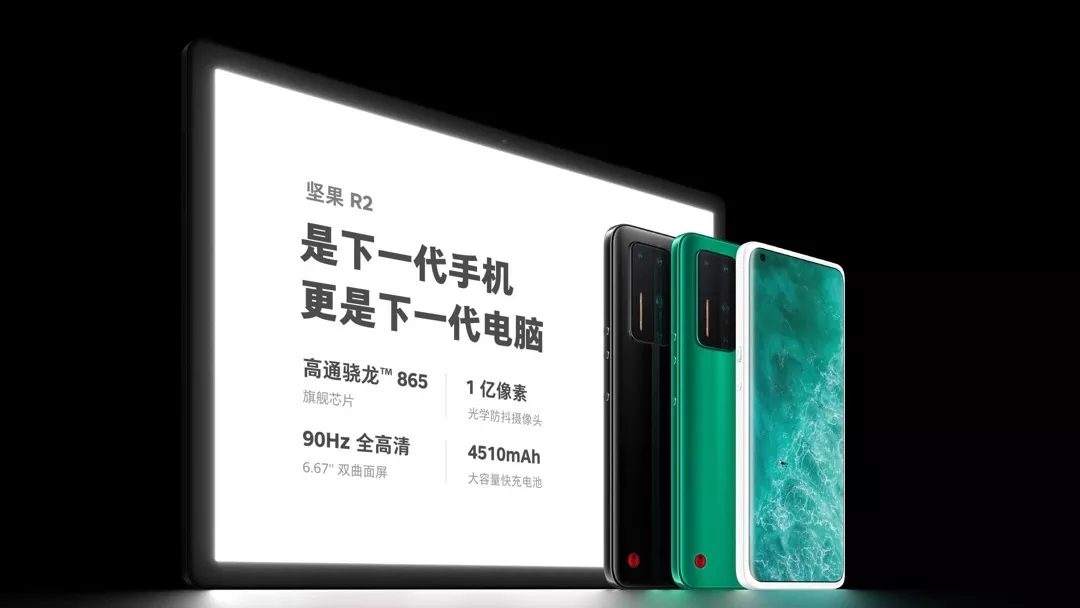 坚果 R2
是下一代手机
更是下一代电脑
高通骁龙™ 865
旗舰芯片
1 亿像素
光学防抖摄像头
90Hz 全高清
6.67" 双曲面屏
4510mAh
大容量快充电池